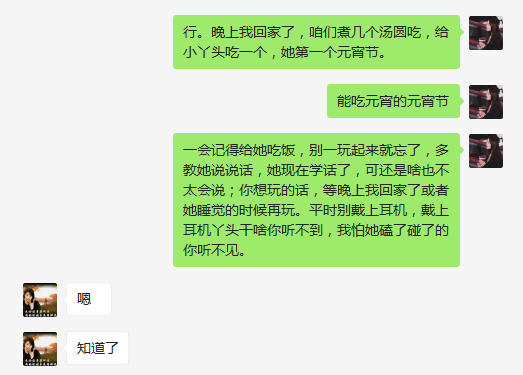 行。晚上我回家了，咱们煮几个汤圆吃，给
小丫头吃一个，她第一个元宵节。
能吃元宵的元宵节
一会记得给她吃饭，别一玩起来就忘了，多
教她说说话，她现在学话了，可还是啥也不
太会说；你想玩的话，等晚上我回家了或者
她睡觉的时候再玩。平时别戴上耳机，戴上
耳机丫头干啥你听不到，我怕她磕了碰了的
你听不见。
嗯
知道了